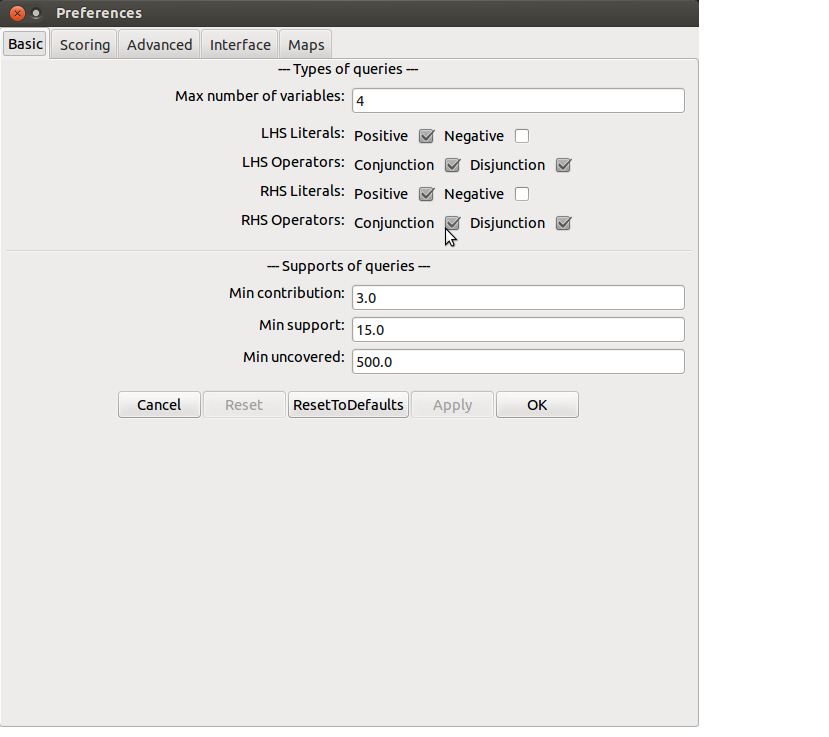 Preferences
Basic Scoring Advanced Interface Maps
--- Types of queries ---
Max number of variables: 4
LHS Literals: Positive Negative
LHS Operators: Conjunction Disjunction
RHS Literals: Positive Negative
RHS Operators: Conjunction Disjunction
--- Supports of queries ---
Min contribution: 3.0
Min support: 15.0
Min uncovered: 500.0
Cancel Reset ResetToDefaults Apply OK